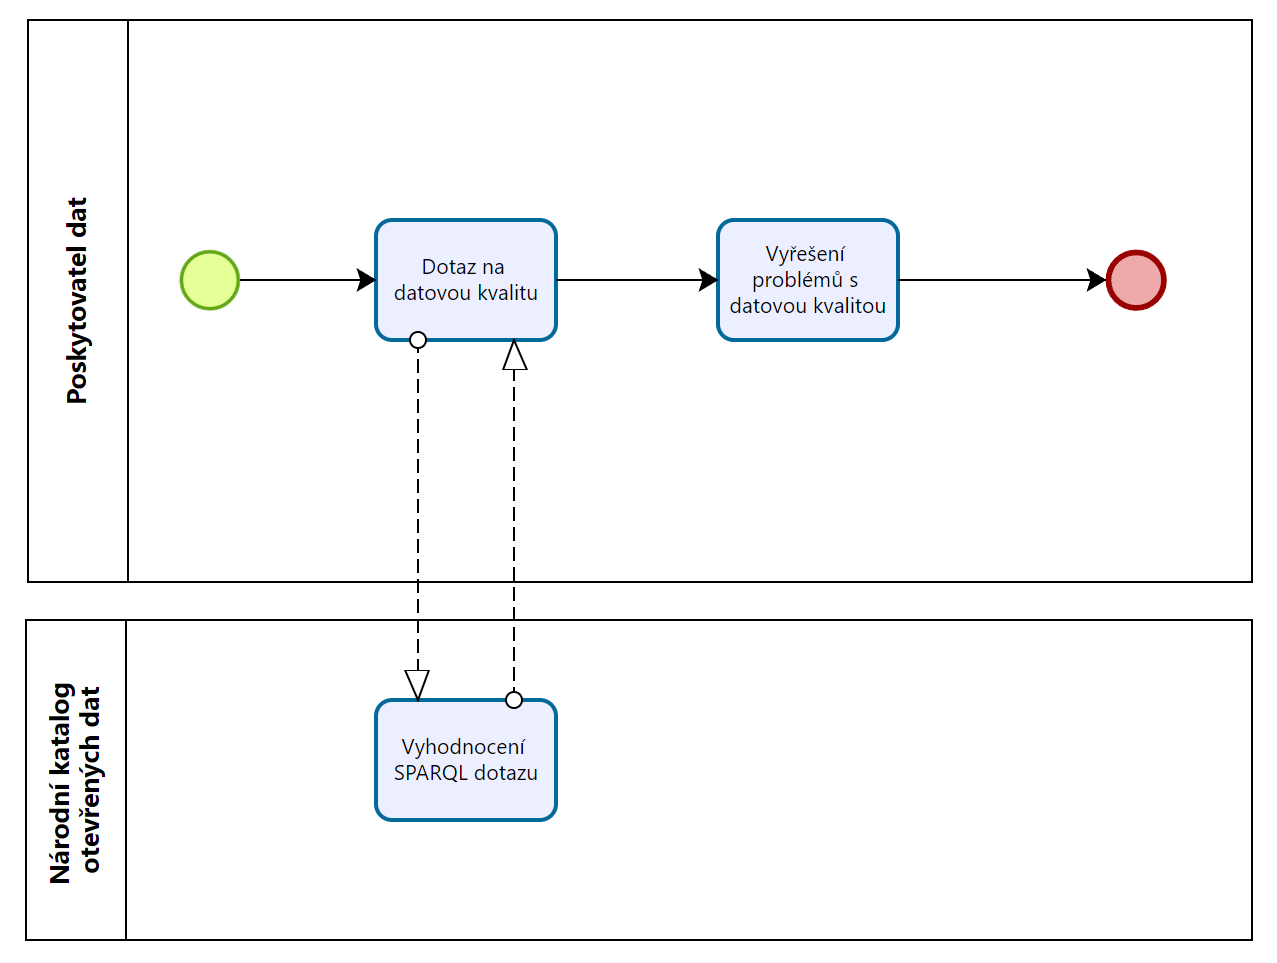 Poskytovatel dat
Dotaz na
datovou kvalitu
Vyřešení
problémů s
datovou kvalitou
Národní katalog
otevřených dat
Vyhodnocení
SPARQL dotazu